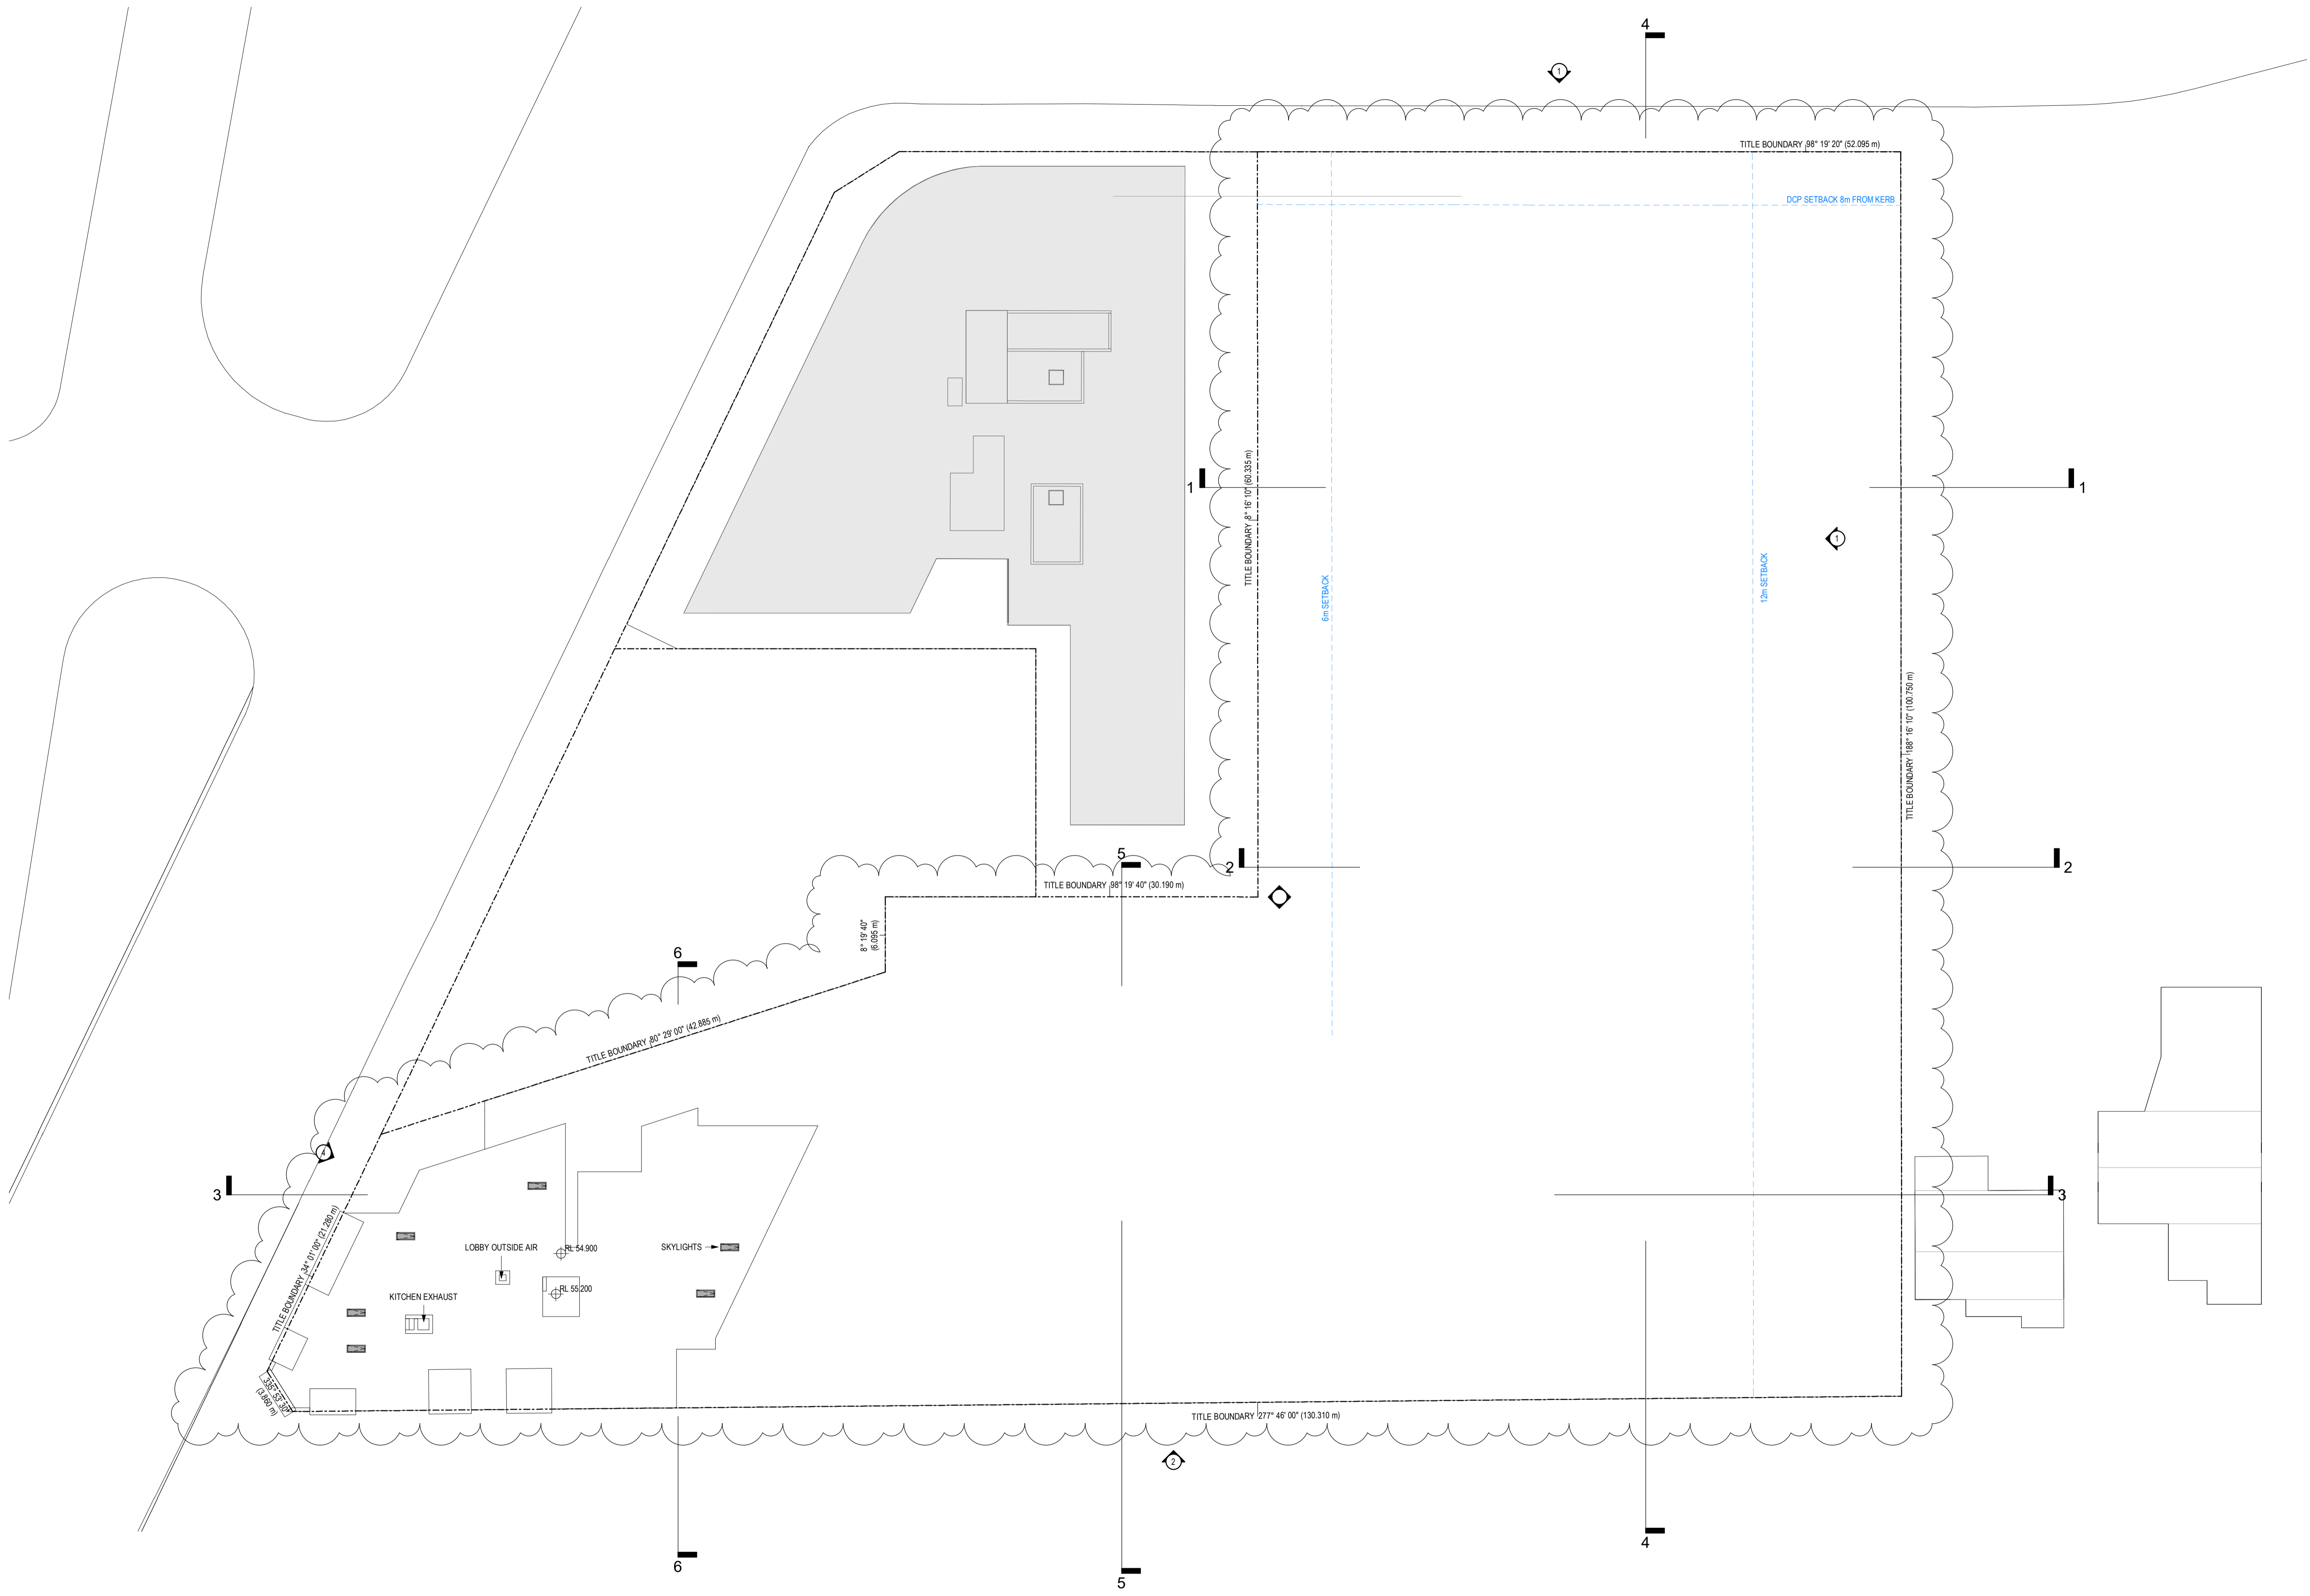 4
1
TITLE BOUNDARY 98° 19' 20" (52.095 m)
DCP SETBACK 8m FROM KERB
1
1
TITLE BOUNDARY 8° 16' 10" (60.335 m)
1
6m SETBACK
12m SETBACK
TITLE BOUNDARY 188° 16' 10" (100.750 m)
5
2
2
TITLE BOUNDARY 98° 19' 40" (30.190 m)
8° 19' 40"
(6.095 m)
6
TITLE BOUNDARY 80° 29' 00" (42.885 m)
4
3
3
TITLE BOUNDARY 34° 01' 00" (21.280 m)
LOBBY OUTSIDE AIR
RL 54.900
SKYLIGHTS
RL 55.200
KITCHEN EXHAUST
335° 53' 30"
(3.860 m)
TITLE BOUNDARY 277° 46' 00" (130.310 m)
2
4
6
5